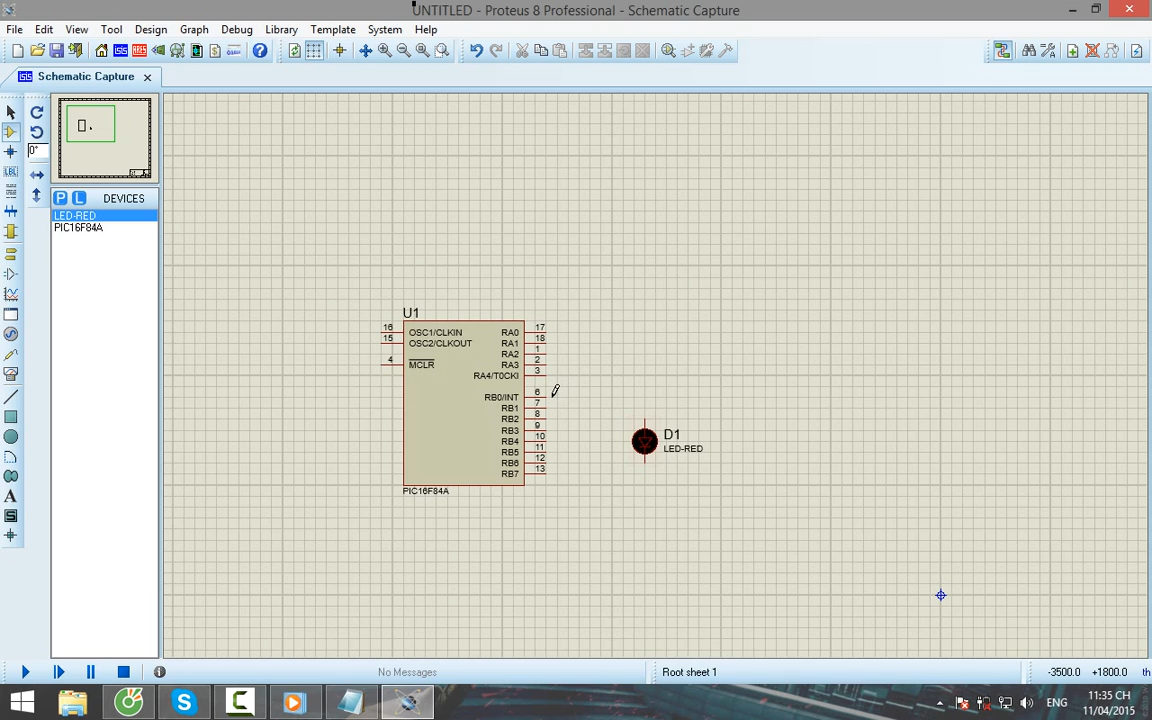 UNTITLED - Proteus 8 Professional - Schematic Capture
File Edit View Tool Design Graph Debug Library Template System Help
Schematic Capture
0°
P L DEVICES
LED-RED
PIC16F84A
LBL
A
S
U1
16 OSC1/CLKIN RA0 17
15 OSC2/CLKOUT RA1 18
RA2 1
4 MCLR RA3 2
RA4/T0CKI 3
RB0/INT 6
RB1 7
RB2 8
RB3 9
RB4 10
RB5 11
RB6 12
RB7 13
PIC16F84A
D1
LED-RED
No Messages
Root sheet 1
-3500.0 +1800.0 th
ENG
11:35 CH
11/04/2015